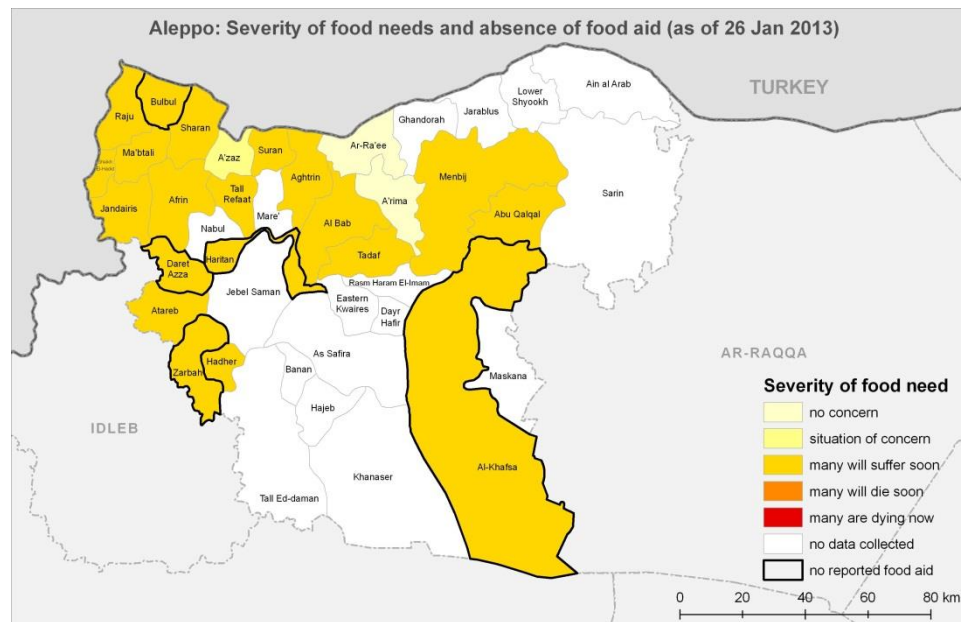 Aleppo: Severity of food needs and absence of food aid (as of 26 Jan 2013)
TURKEY
Ain al Arab
Lower
Shyookh
Jarablus
Ghandorah
Bulbul
Raju
Sharan
Ar-Ra'ee
Ma'btali
A'zaz
Suran
Aghtrin
Menbij
Sarin
Jandairis
Afrin
Tall
Refaat
Mare'
A'rima
Nabul
Al Bab
Abu Qalqal
Daret
Azza
Haritan
Tadaf
Rasm Haram El-Imam
Jebel Saman
Eastern
Kwaires
Dayr
Hafir
Atareb
As Safira
AR-RAQQA
Zarbah
Hadher
Banan
Maskana
Hajeb
IDLEB
Khanaser
Al-Khafsa
Tall Ed-daman
Severity of food need
no concern
situation of concern
many will suffer soon
many will die soon
many are dying now
no data collected
no reported food aid
0 20 40 60 80 km